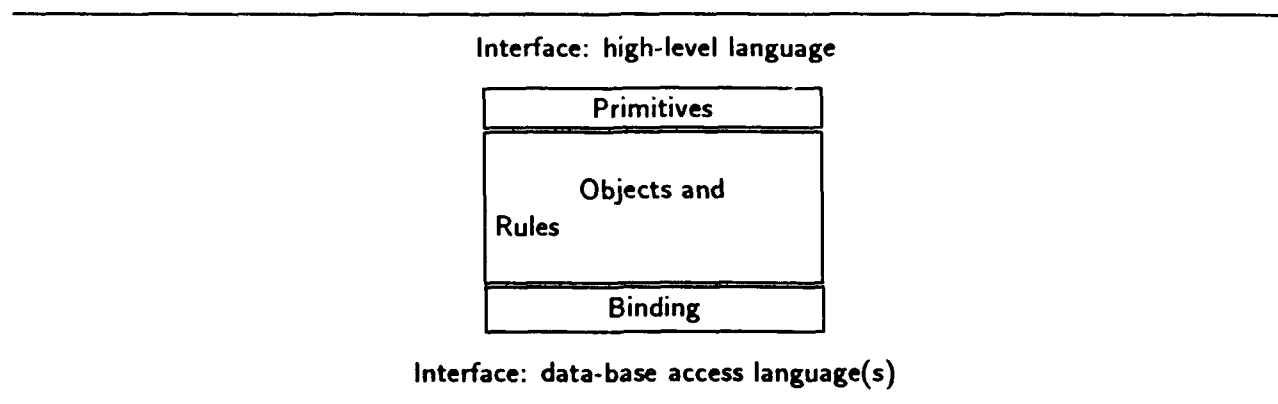 Interface: high-level language
Primitives
Objects and
Rules
Binding
Interface: data-base access language(s)